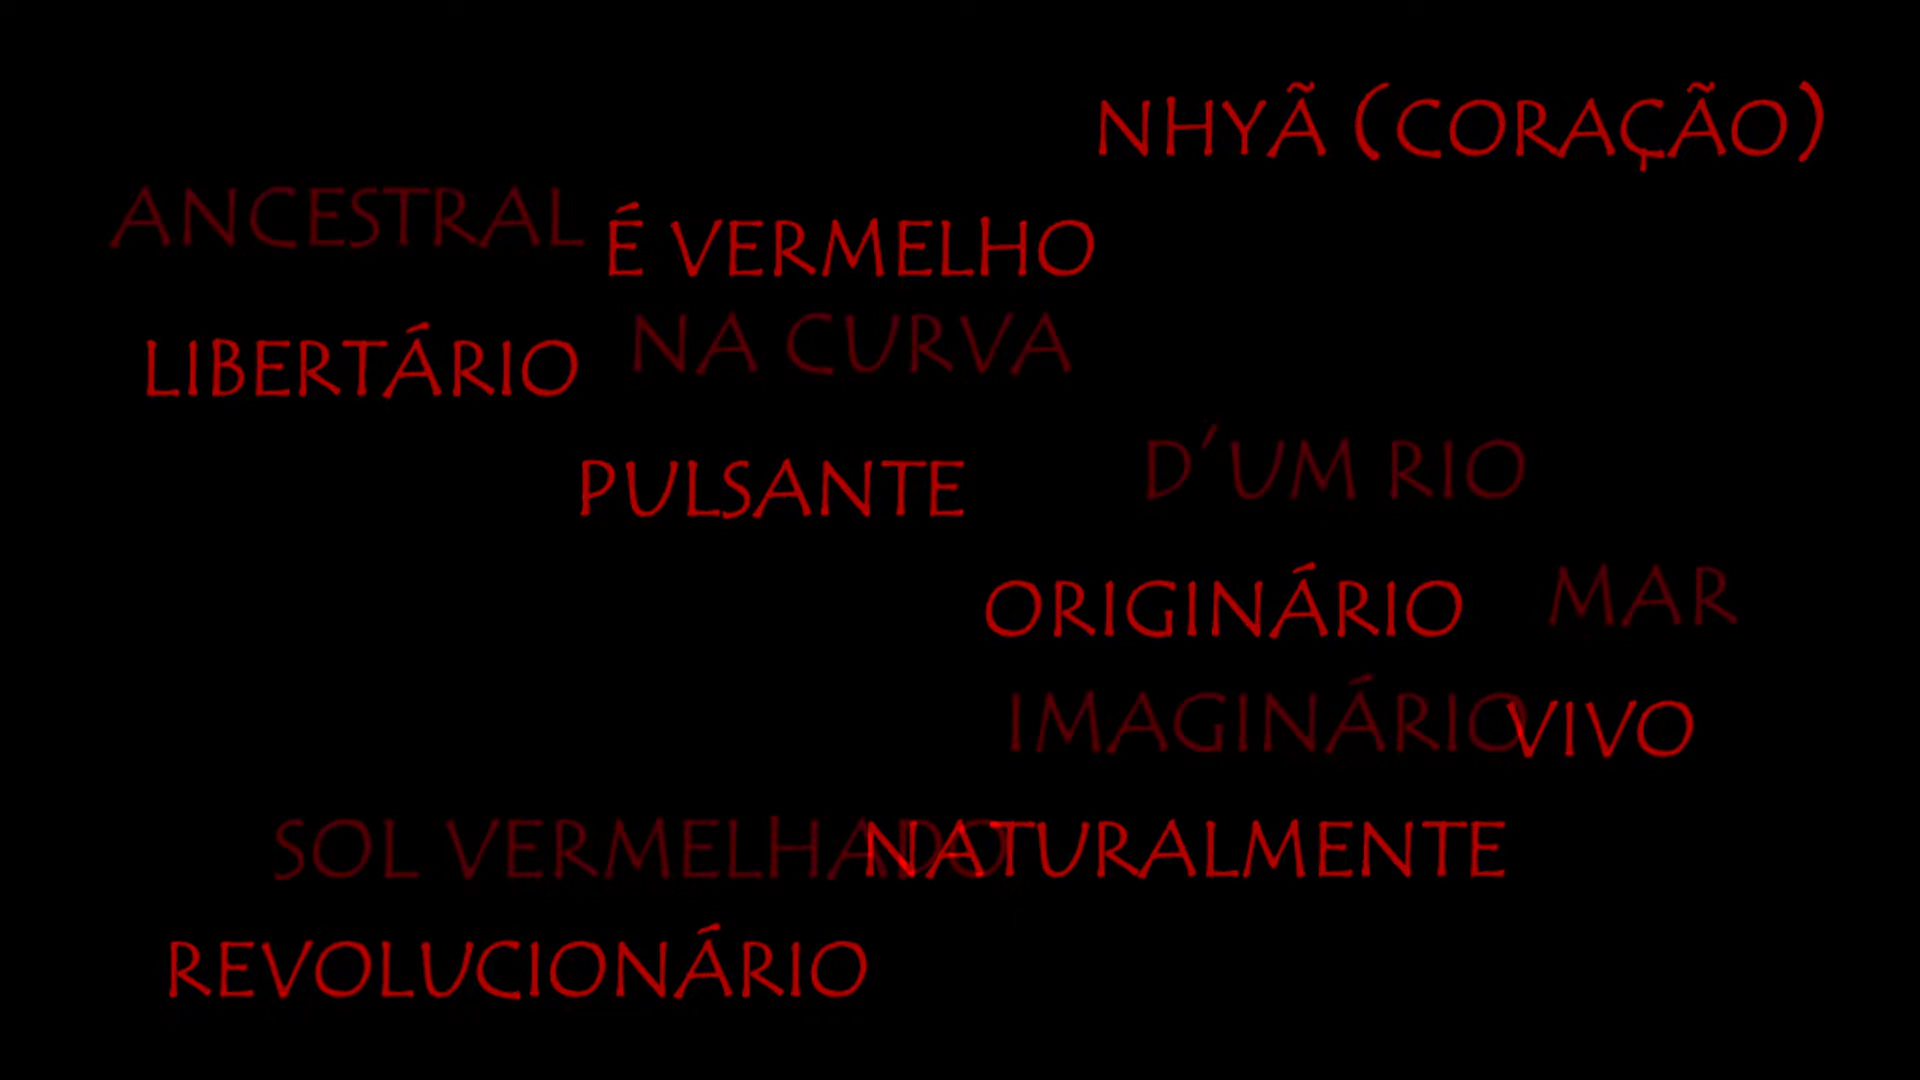 NHYÃ (CORAÇÃO)
ANCESTRAL
É VERMELHO
NA CURVA
LIBERTÁRIO
D'UM RIO
PULSANTE
MAR
ORIGINÁRIO
IMAGINÁRIO
VIVO
SOL VERMELHADO
NATURALMENTE
REVOLUCIONÁRIO